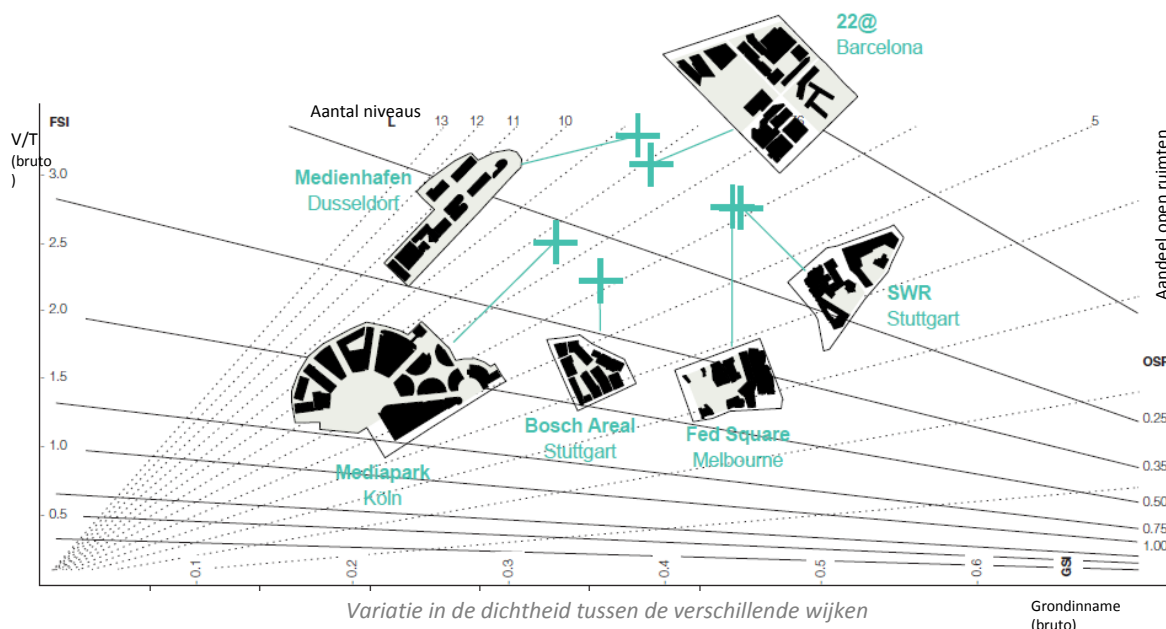 22@
Barcelona
Aantal niveaus
FSI
L
13
12
11
10
5
V/T
(bruto
)
3.0
Medienhafen
Dusseldorf
2.5
Aandeel open ruimten
SWR
Stuttgart
2.0
OSR
1.5
0.25
Bosch Areal
Stuttgart
Fed Square
Melbourne
1.0
0.35
Mediapark
Köln
0.50
0.5
0.75
1.00
0.1
0.2
0.3
0.4
0.5
0.6
GSI
Variatie in de dichtheid tussen de verschillende wijken
Grondinname
(bruto)